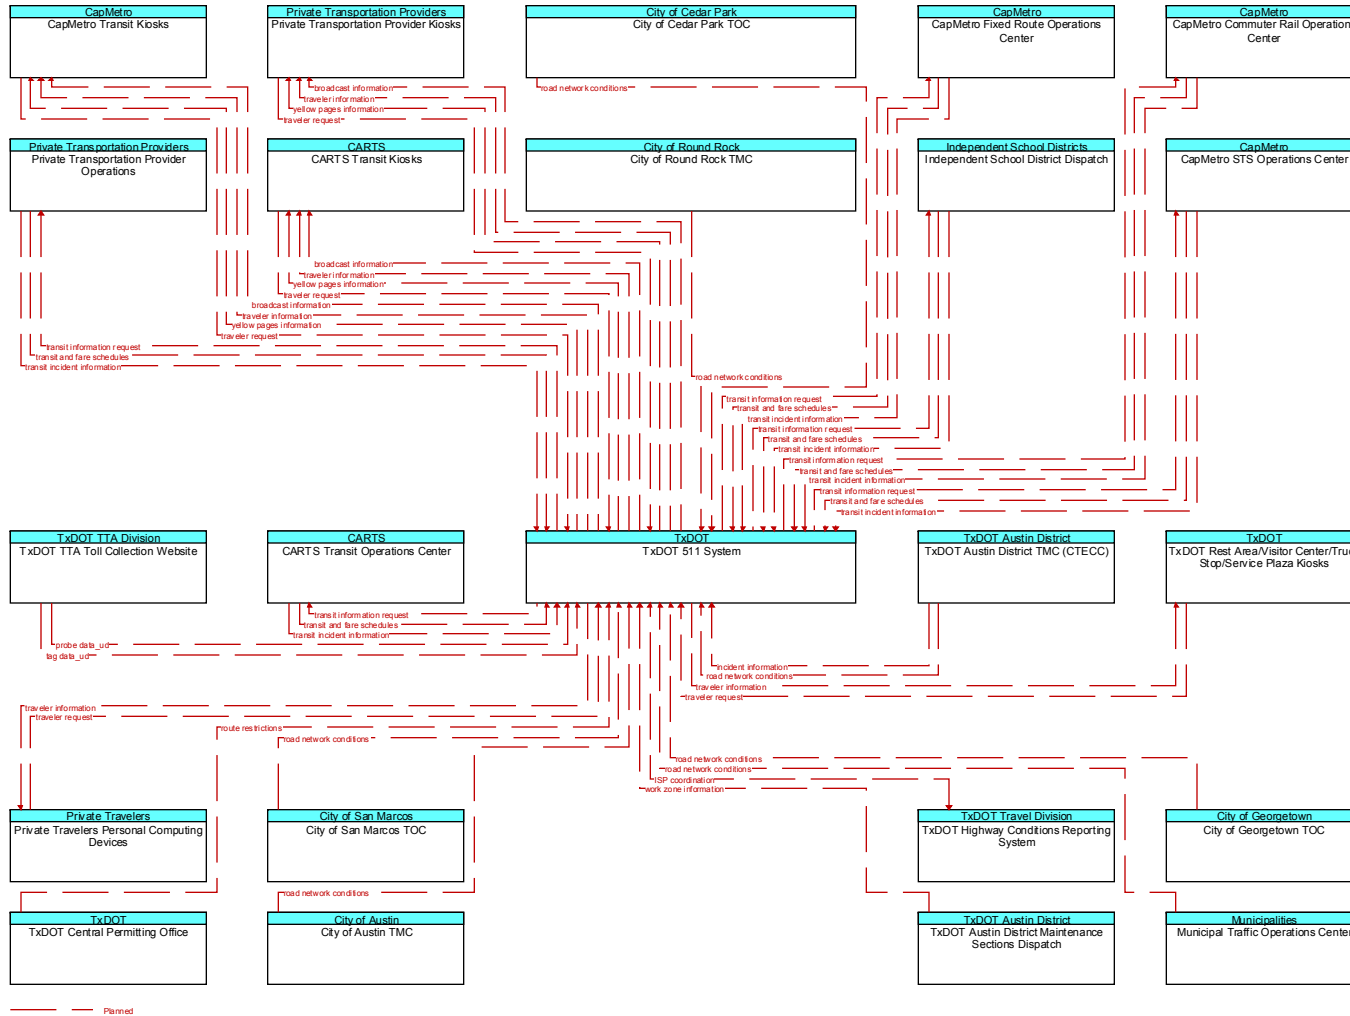 CapMetro
CapMetro Transit Kiosks
Private Transportation Providers
Private Transportation Provider Kiosks
City of Cedar Park
City of Cedar Park TOC
CapMetro
CapMetro Fixed Route Operations
Center
CapMetro
CapMetro Commuter Rail Operation
Center
broadcast information
traveler information
yellow pages information
traveler request
road network conditions
Private Transportation Providers
Private Transportation Provider
Operations
CARTS
CARTS Transit Kiosks
City of Round Rock
City of Round Rock TMC
Independent School Districts
Independent School District Dispatch
CapMetro
CapMetro STS Operations Center
broadcast information
traveler information
yellow pages information
traveler request
broadcast information
traveler information
yellow pages information
traveler request
transit information request
transit and fare schedules
transit incident information
road network conditions
transit information request
transit and fare schedules
transit incident information
transit information request
transit and fare schedules
transit incident information
transit information request
transit and fare schedules
transit incident information
transit information request
transit and fare schedules
transit incident information
TxDOT TTA Division
TxDOT TTA Toll Collection Website
CARTS
CARTS Transit Operations Center
TxDOT
TxDOT 511 System
TxDOT Austin District
TxDOT Austin District TMC (CTECC)
TxDOT
TxDOT Rest Area/Visitor Center/Truc
Stop/Service Plaza Kiosks
transit information request
transit and fare schedules
transit incident information
probe data_ud
tag data_ud
incident information
road network conditions
traveler information
traveler request
traveler information
traveler request
route restrictions
road network conditions
road network conditions
road network conditions
ISP coordination
work zone information
Private Travelers
Private Travelers Personal Computing
Devices
City of San Marcos
City of San Marcos TOC
TxDOT Travel Division
TxDOT Highway Conditions Reporting
System
City of Georgetown
City of Georgetown TOC
road network conditions
TxDOT
TxDOT Central Permitting Office
City of Austin
City of Austin TMC
TxDOT Austin District
TxDOT Austin District Maintenance
Sections Dispatch
Municipalities
Municipal Traffic Operations Center
Planned